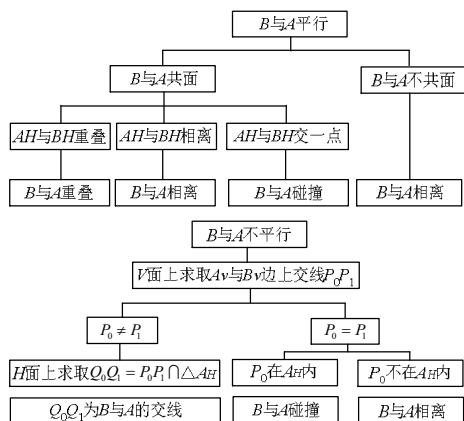 B与A平行
B与A共面
B与A不共面
AH与BH重叠
AH与BH相离
AH与BH交一点
B与A重叠
B与A相离
B与A碰撞
B与A相离
B与A不平行
V面上求取Av与Bv边上交线P₀P₁
P₀ ≠ P₁
P₀ = P₁
H面上求取Q₀Q₁ = P₀P₁∩△AH
P₀在AH内
P₀不在AH内
Q₀Q₁为B与A的交线
B与A碰撞
B与A相离